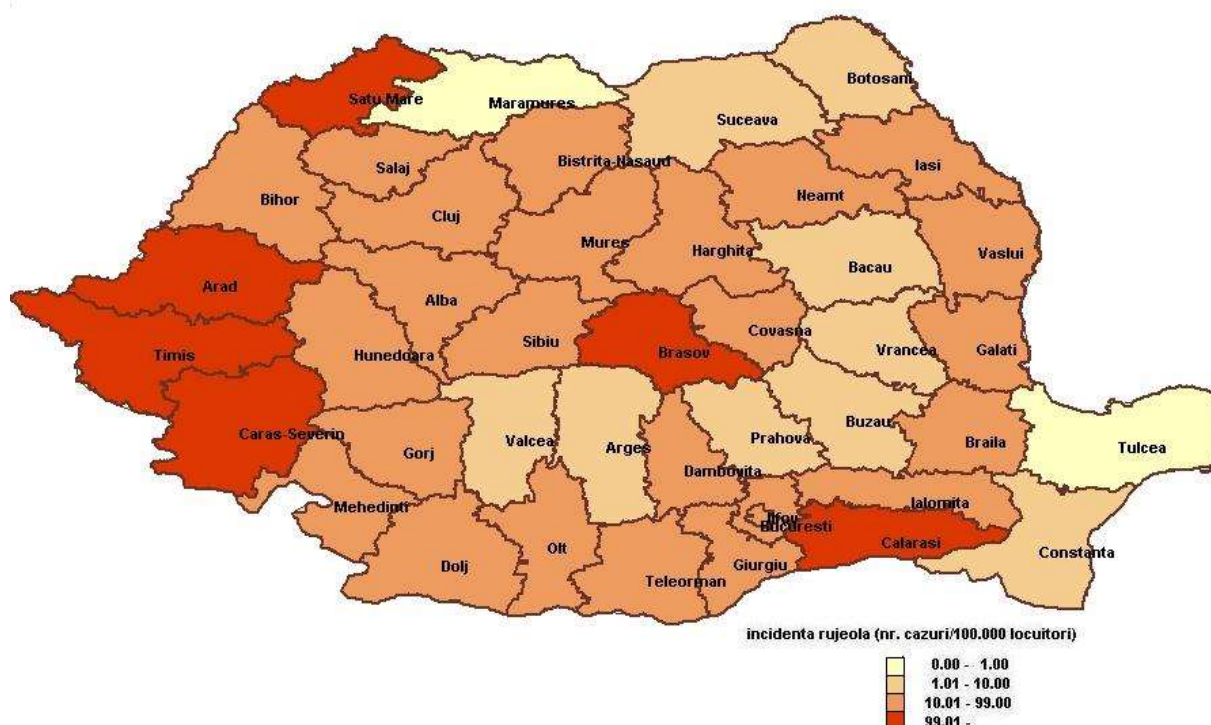 Botosani
Satu Mare
Maramures
Suceava
Bistrita-Nasaud
Iasi
Salaj
Neamt
Bihor
Cluj
Mures
Harghita
Vaslui
Bacau
Arad
Alba
Covasna
Sibiu
Brasov
Vrancea
Galati
Timis
Hunedoara
Buzau
Caras-Severin
Valcea
Arges
Prahova
Braila
Tulcea
Gorj
Dambovita
Mehedinti
Ialomita
Ilfov
Bucuresti
Calarasi
Constanta
Olt
Dolj
Giurgiu
Teleorman
incidenta rujeola (nr. cazuri/100.000 locuitori)
0.00 - 1.00
1.01 - 10.00
10.01 - 99.00
99.01 -